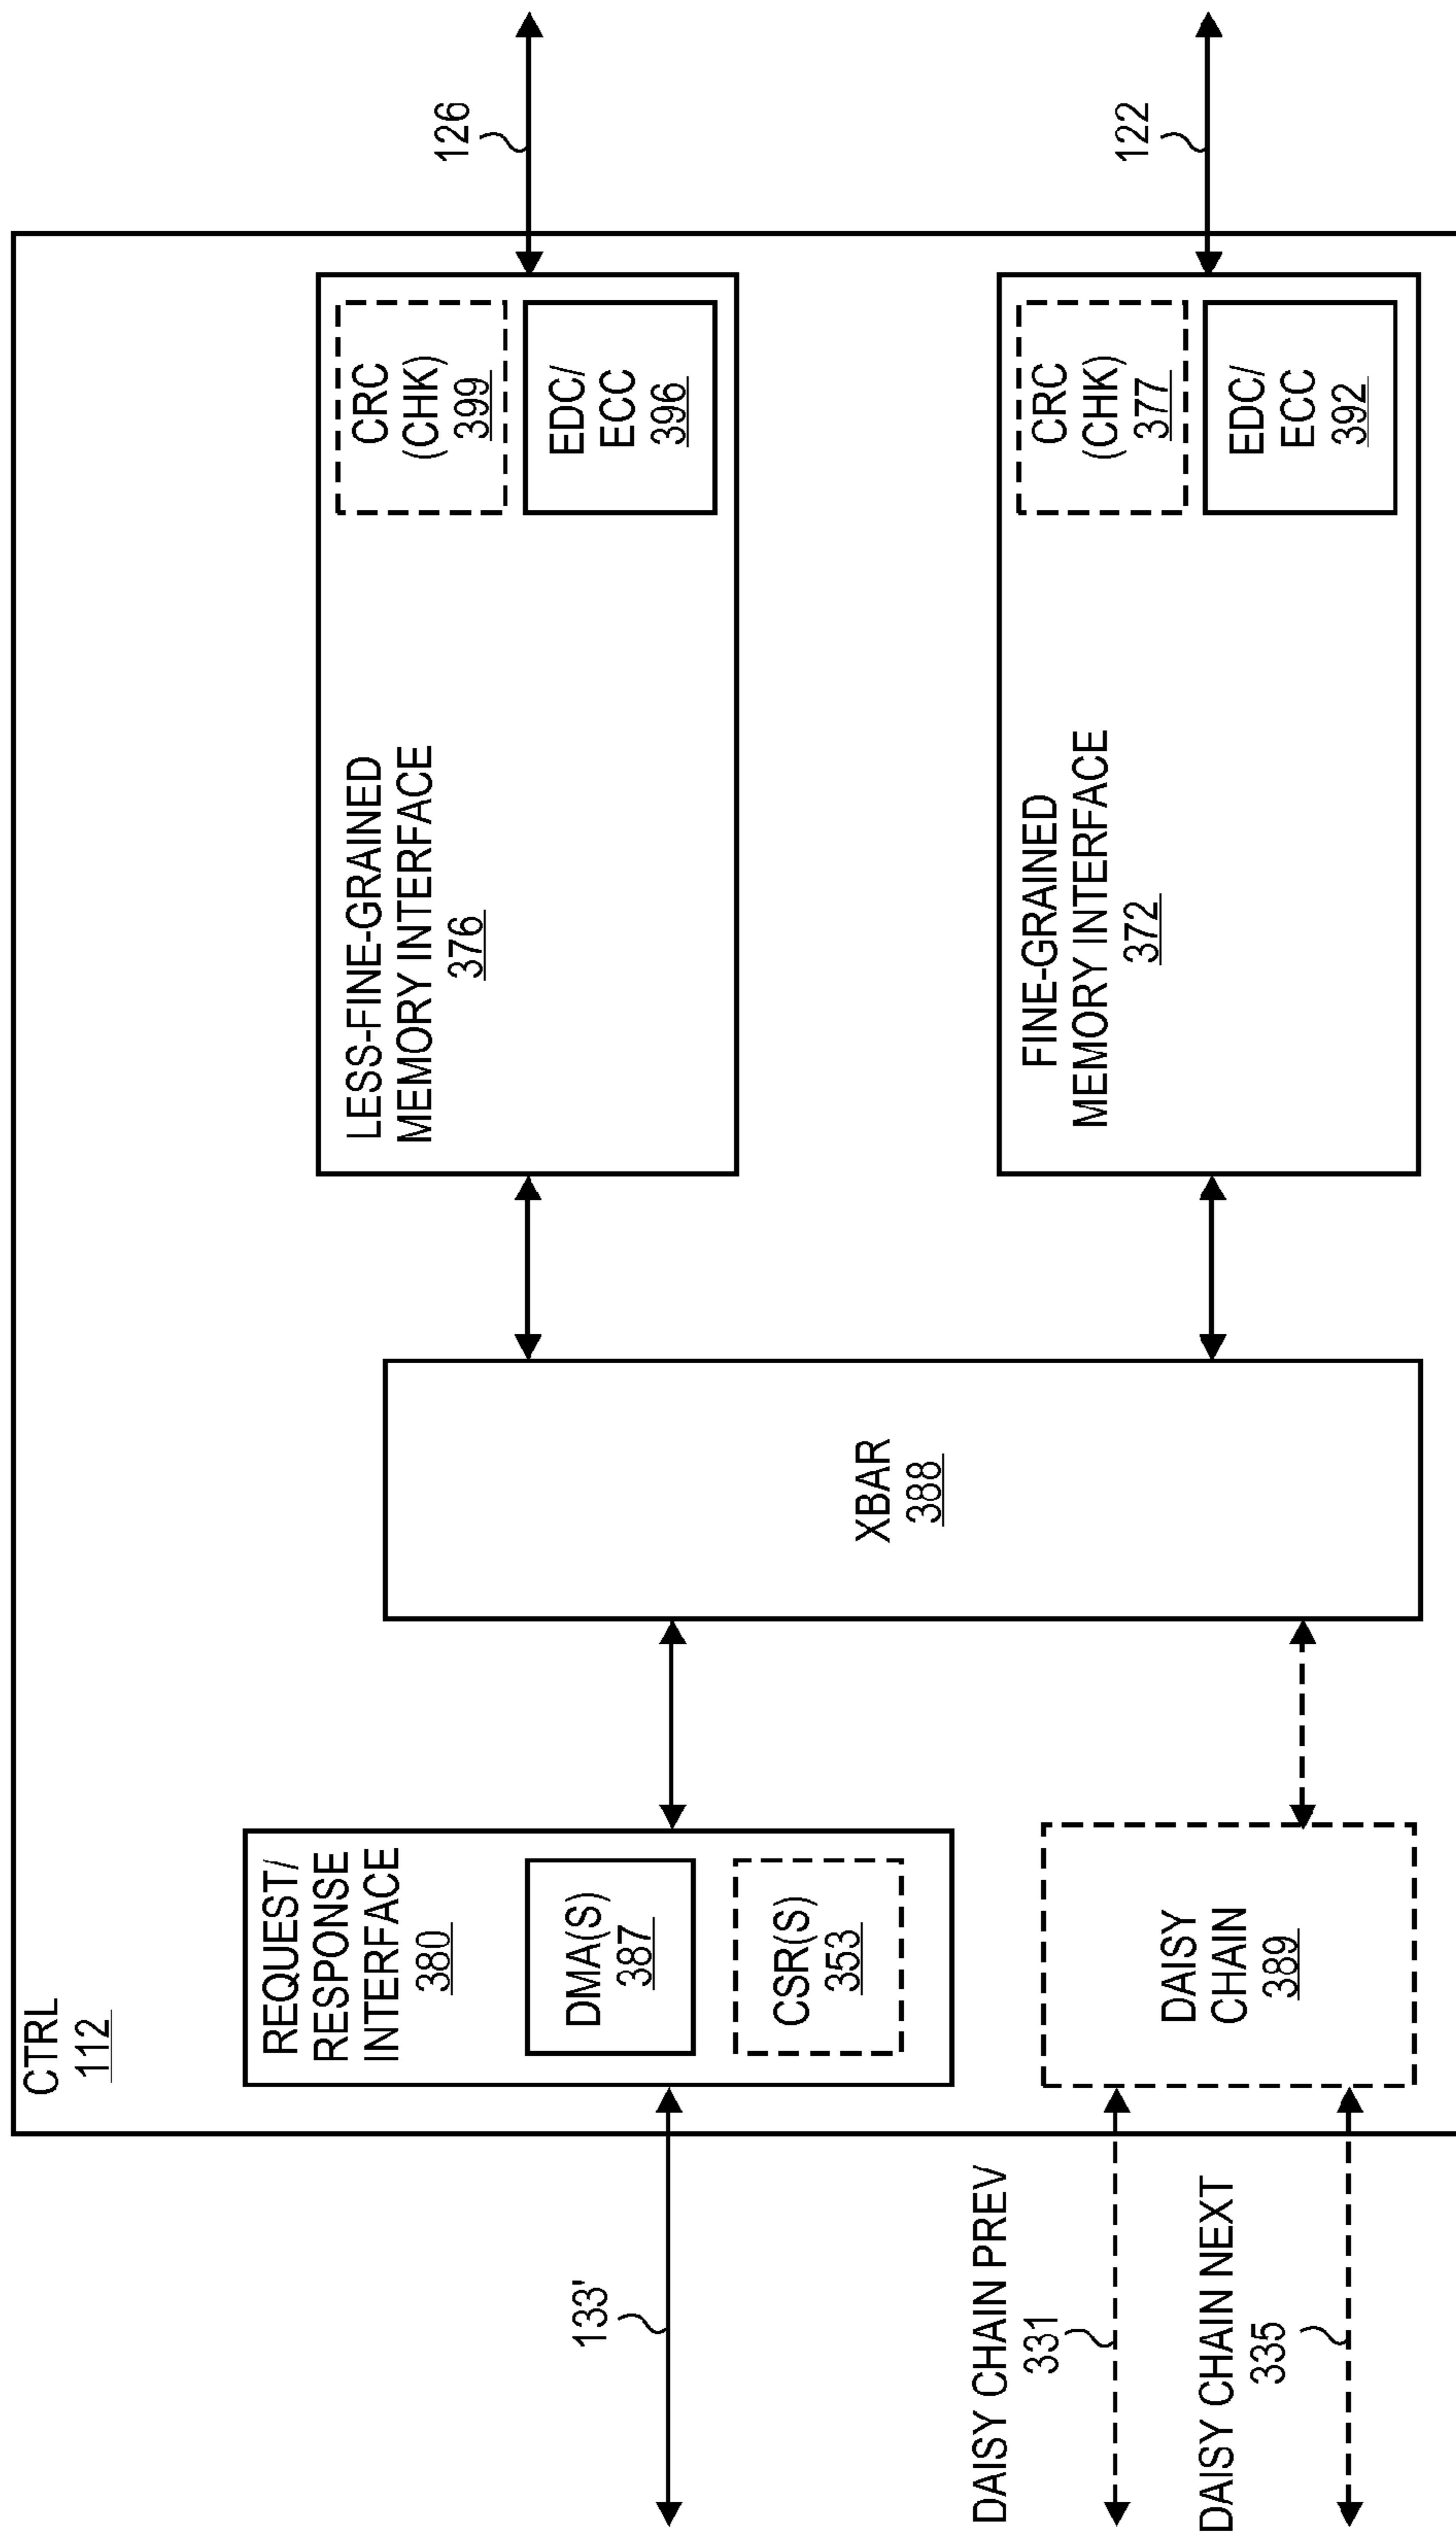 CTRL
112
REQUEST/
RESPONSE
INTERFACE
380
DMA(S)
387
CSR(S)
353
DAISY
CHAIN
389
133'
DAISY CHAIN PREV
331
DAISY CHAIN NEXT
335
XBAR
388
LESS-FINE-GRAINED
MEMORY INTERFACE
376
CRC
(CHK)
399
EDC/
ECC
396
126
FINE-GRAINED
MEMORY INTERFACE
372
CRC
(CHK)
377
EDC/
ECC
392
122